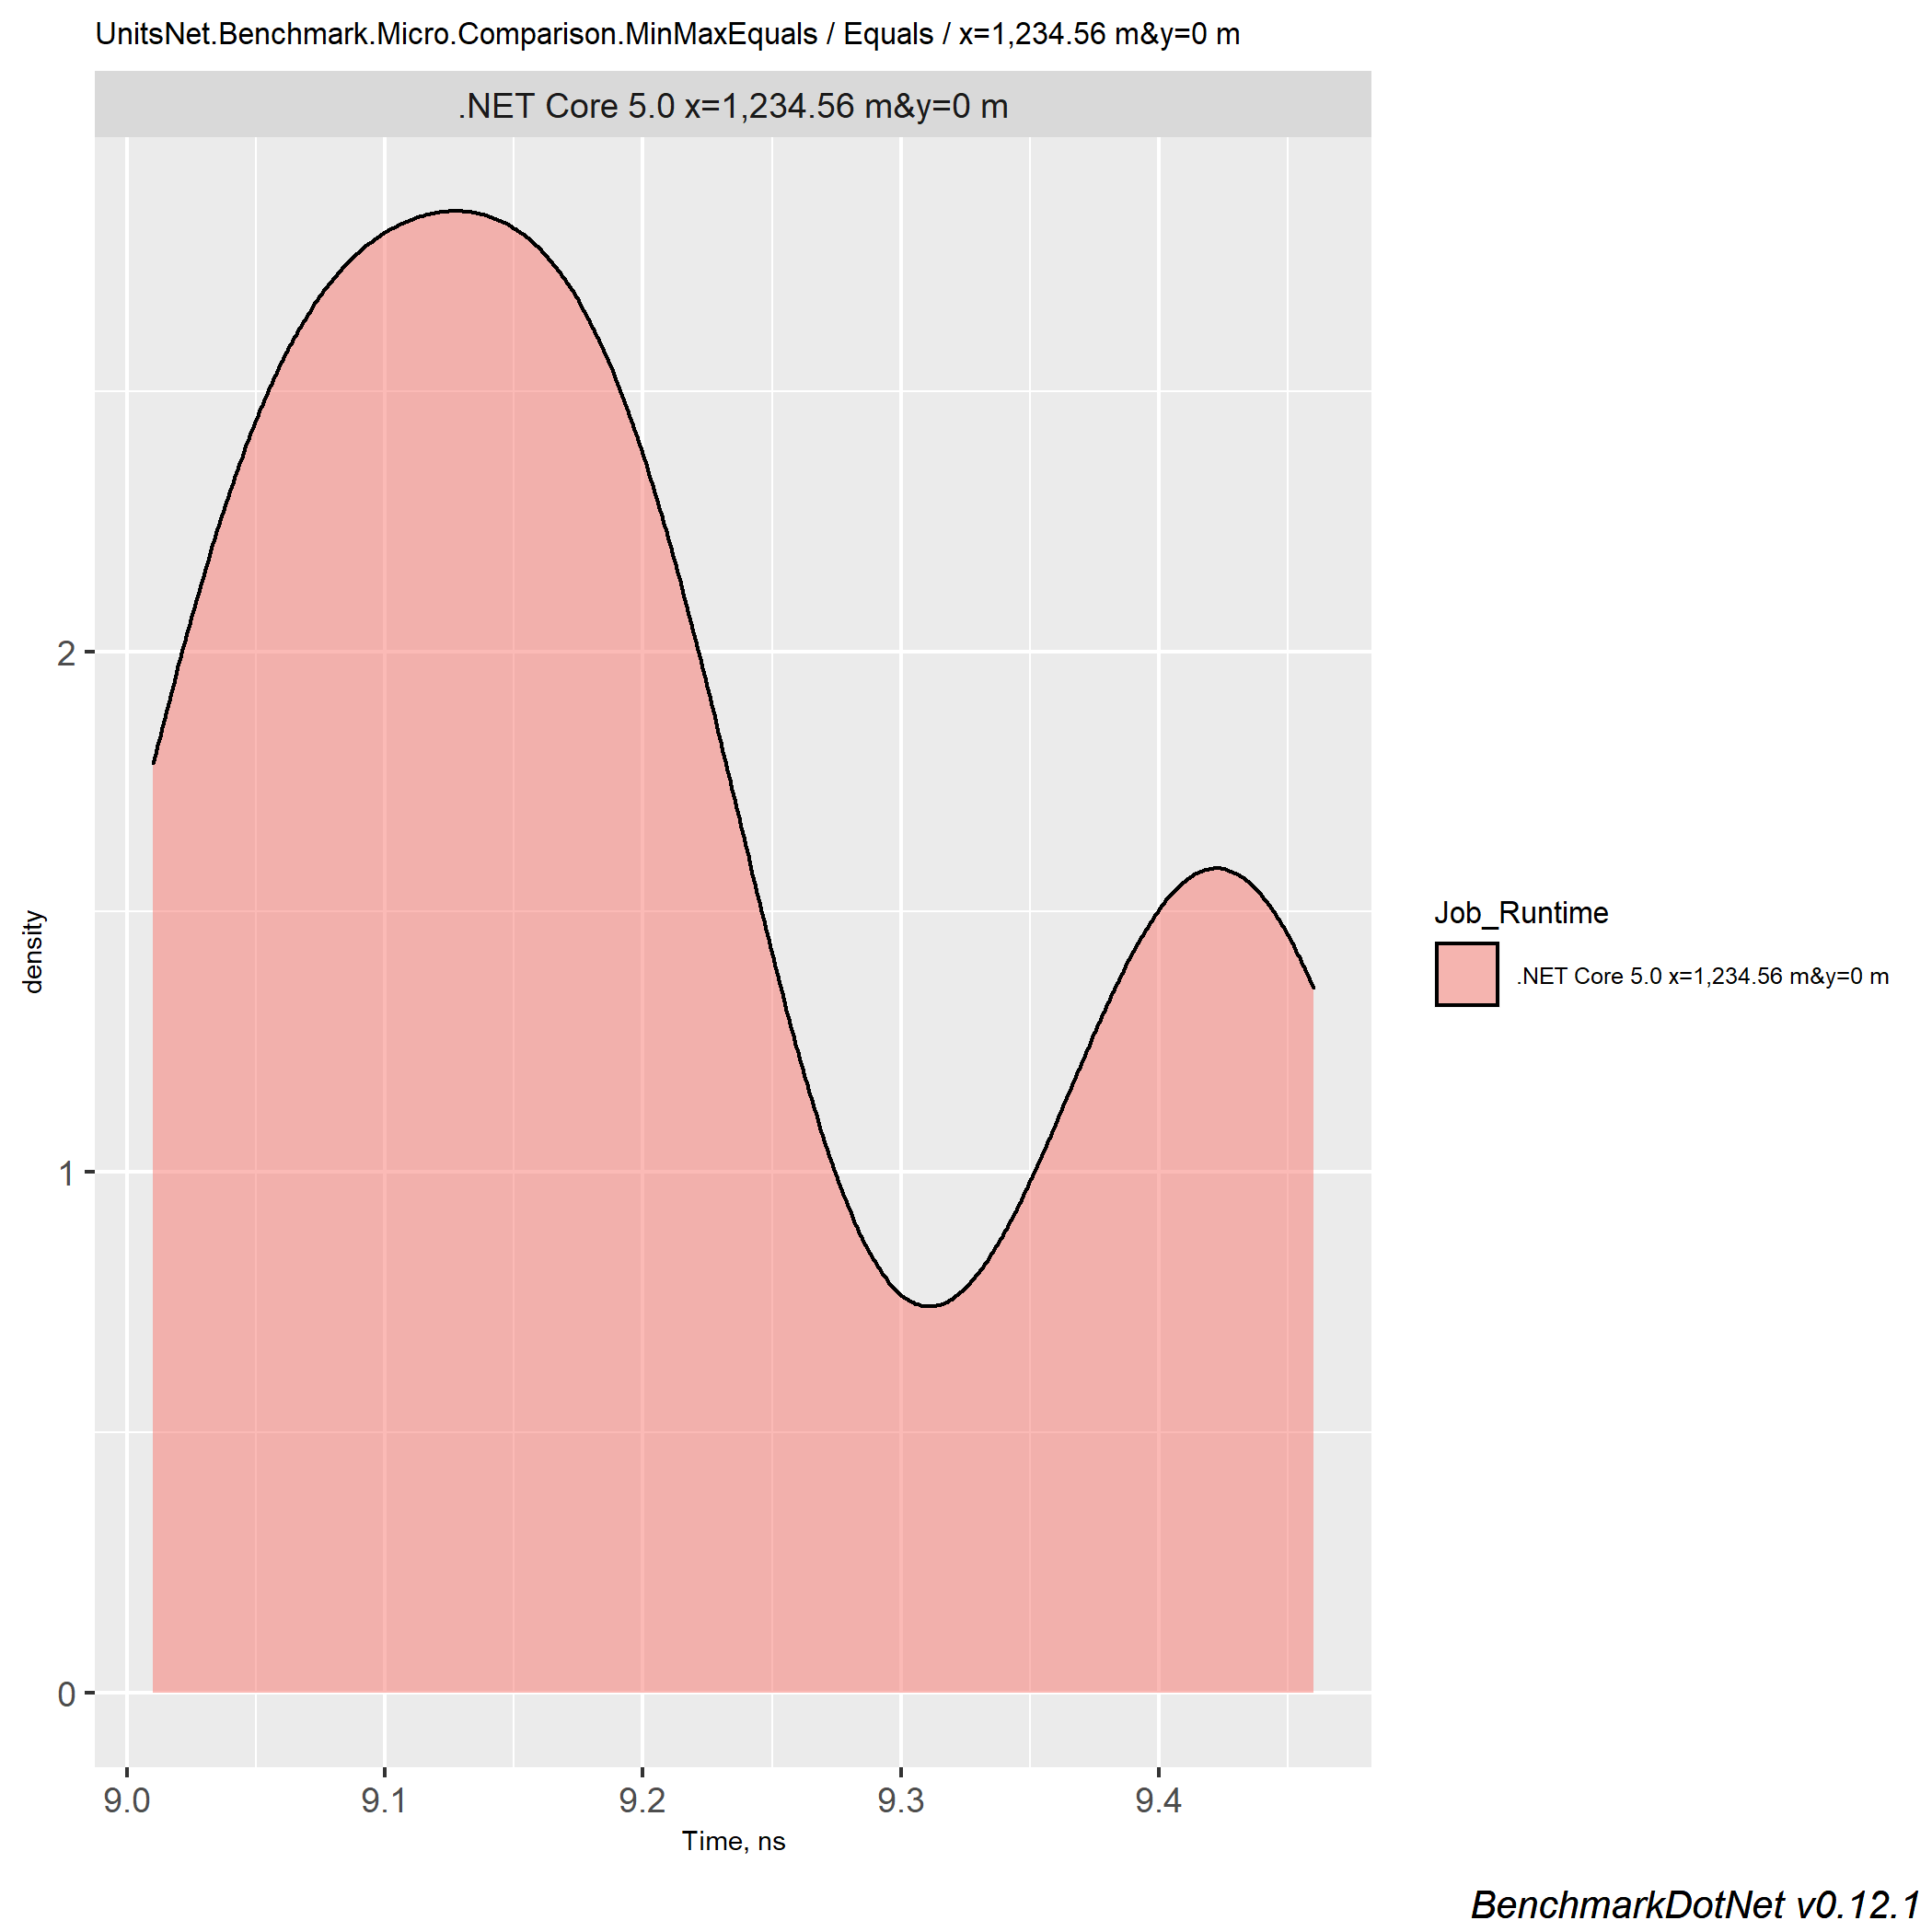 UnitsNet.Benchmark.Micro.Comparison.MinMaxEquals / Equals / x=1,234.56 m&y=0 m
.NET Core 5.0 x=1,234.56 m&y=0 m
2
1
0
density
9.0 9.1 9.2 9.3 9.4
Time, ns
Job_Runtime
.NET Core 5.0 x=1,234.56 m&y=0 m
BenchmarkDotNet v0.12.1